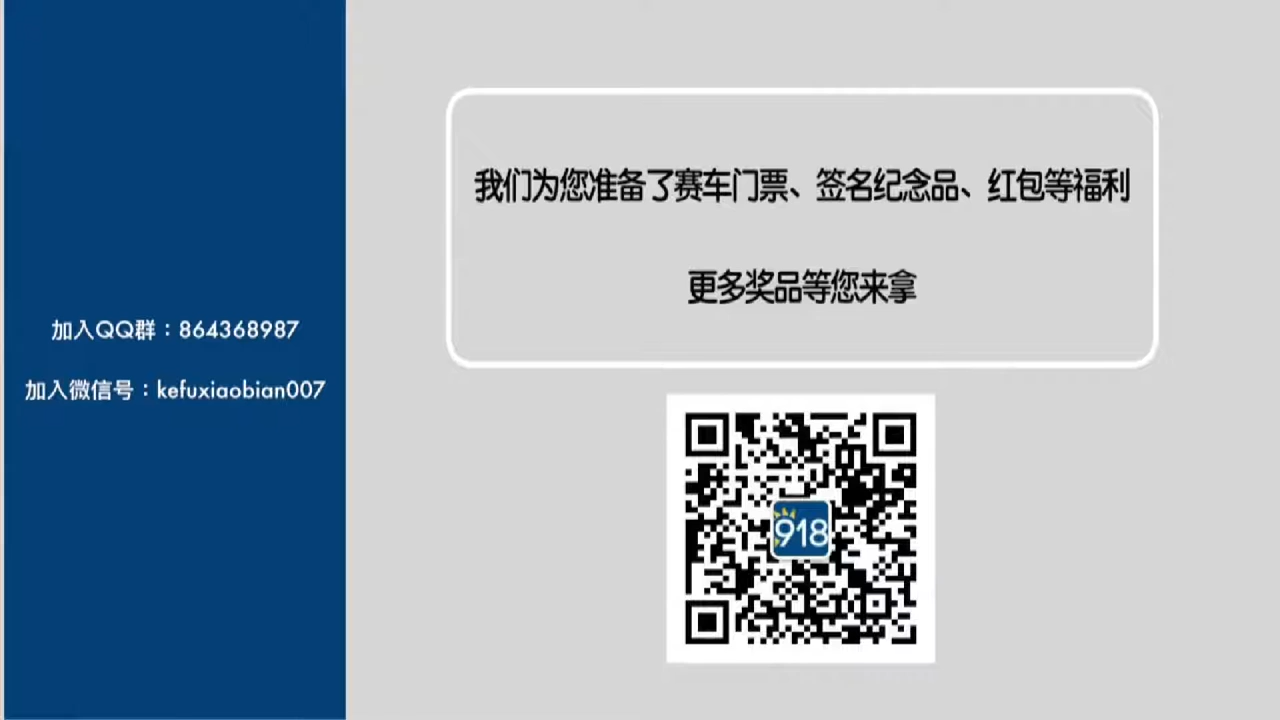 我们为您准备了赛车门票、签名纪念品、红包等福利
更多奖品等您来拿
加入QQ群：864368987
加入微信号：kefuxiaobian007
918